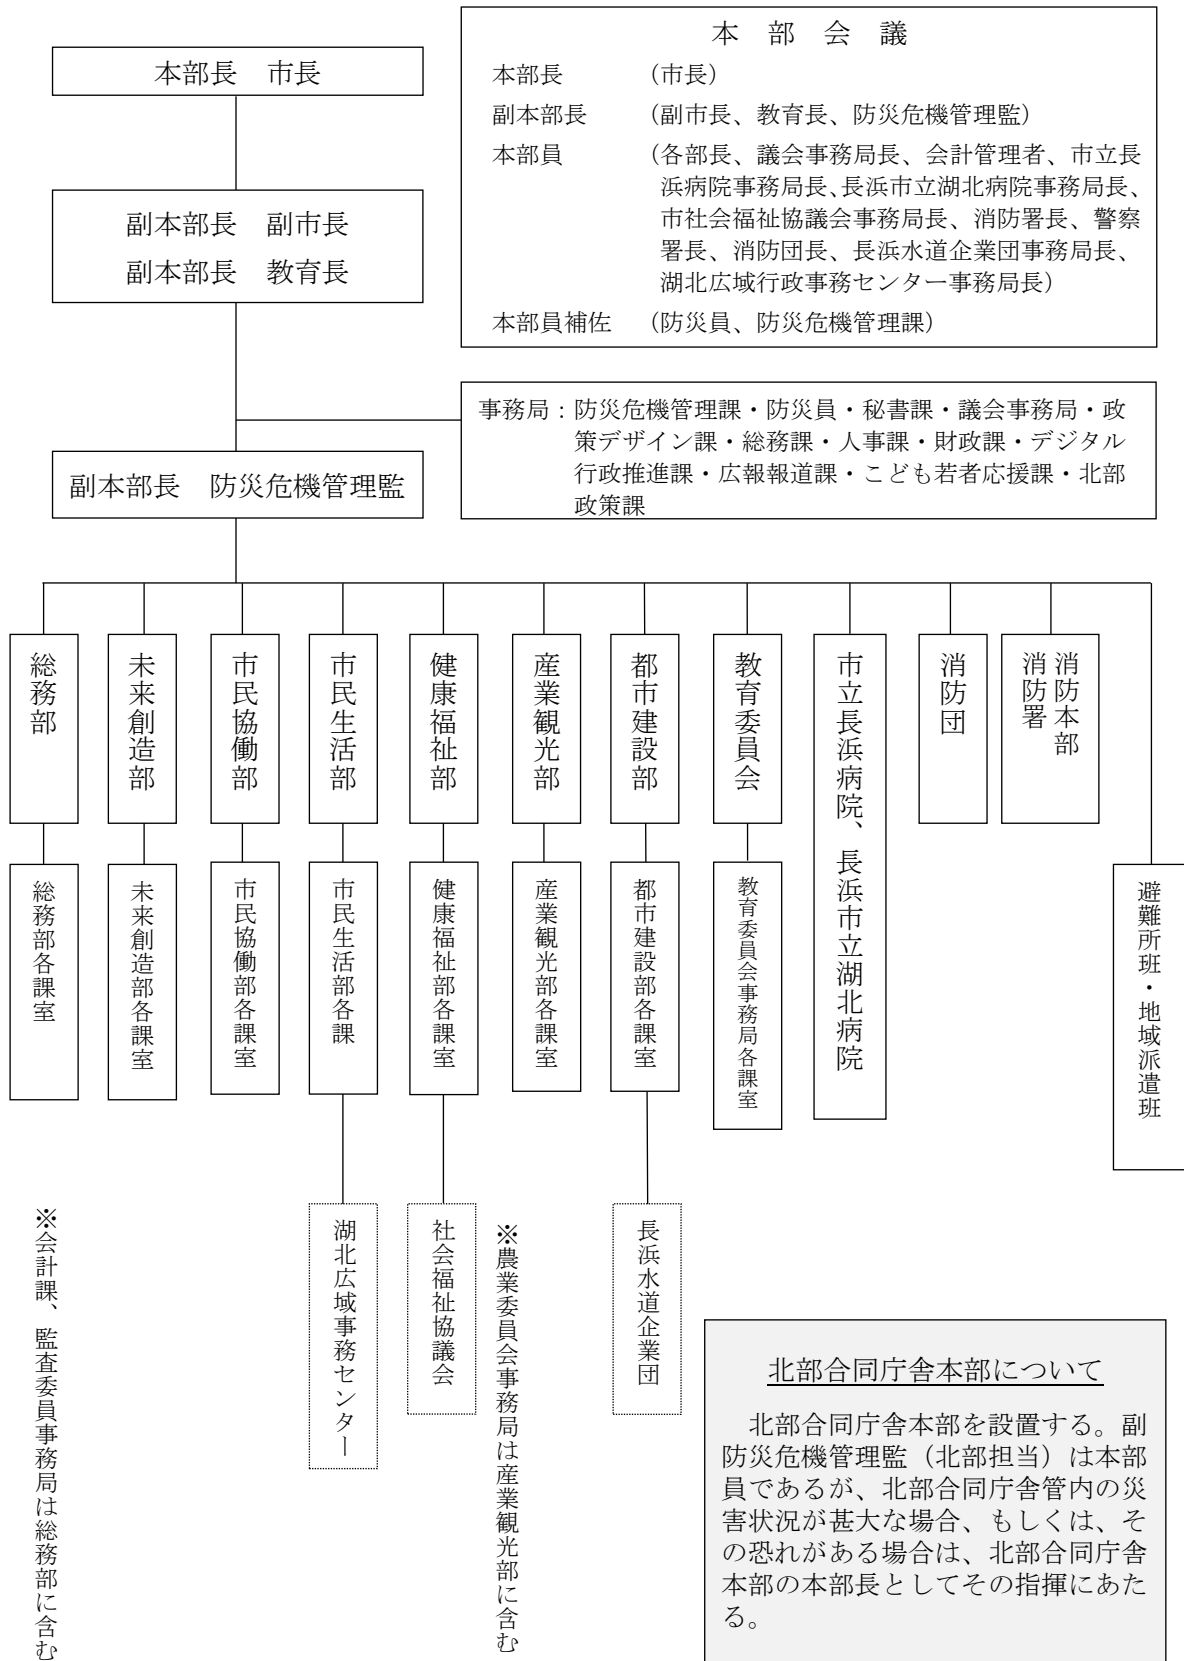 本部長　市長
副本部長　副市長
副本部長　教育長
本　部　会　議
本部長　（市長）
副本部長　（副市長、教育長、防災危機管理監）
本部員　（各部長、議会事務局長、会計管理者、市立長
浜病院事務局長、長浜市立湖北病院事務局長、
市社会福祉協議会事務局長、消防署長、警察
署長、消防団長、長浜水道企業団事務局長、
湖北広域行政事務センター事務局長）
本部員補佐　（防災員、防災危機管理課）
事務局：防災危機管理課・防災員・秘書課・議会事務局・政
策デザイン課・総務課・人事課・財政課・デジタル
行政推進課・広報報道課・こども若者応援課・北部
政策課
副本部長　防災危機管理監
総務部
未来創造部
市民協働部
市民生活部
健康福祉部
産業観光部
都市建設部
教育委員会
市立長浜病院、長浜市立湖北病院
消防団
消防本部
消防署
総務部各課室
未来創造部各課室
市民協働部各課室
市民生活部各課
健康福祉部各課室
産業観光部各課室
都市建設部各課室
教育委員会事務局各課室
避難所班・地域派遣班
湖北広域事務センター
社会福祉協議会
長浜水道企業団
※会計課、監査委員事務局は総務部に含む
※農業委員会事務局は産業観光部に含む
北部合同庁舎本部について
北部合同庁舎本部を設置する。副
防災危機管理監（北部担当）は本部
員であるが、北部合同庁舎管内の災
害状況が甚大な場合、もしくは、そ
の恐れがある場合は、北部合同庁舎
本部の本部長としてその指揮にあた
る。